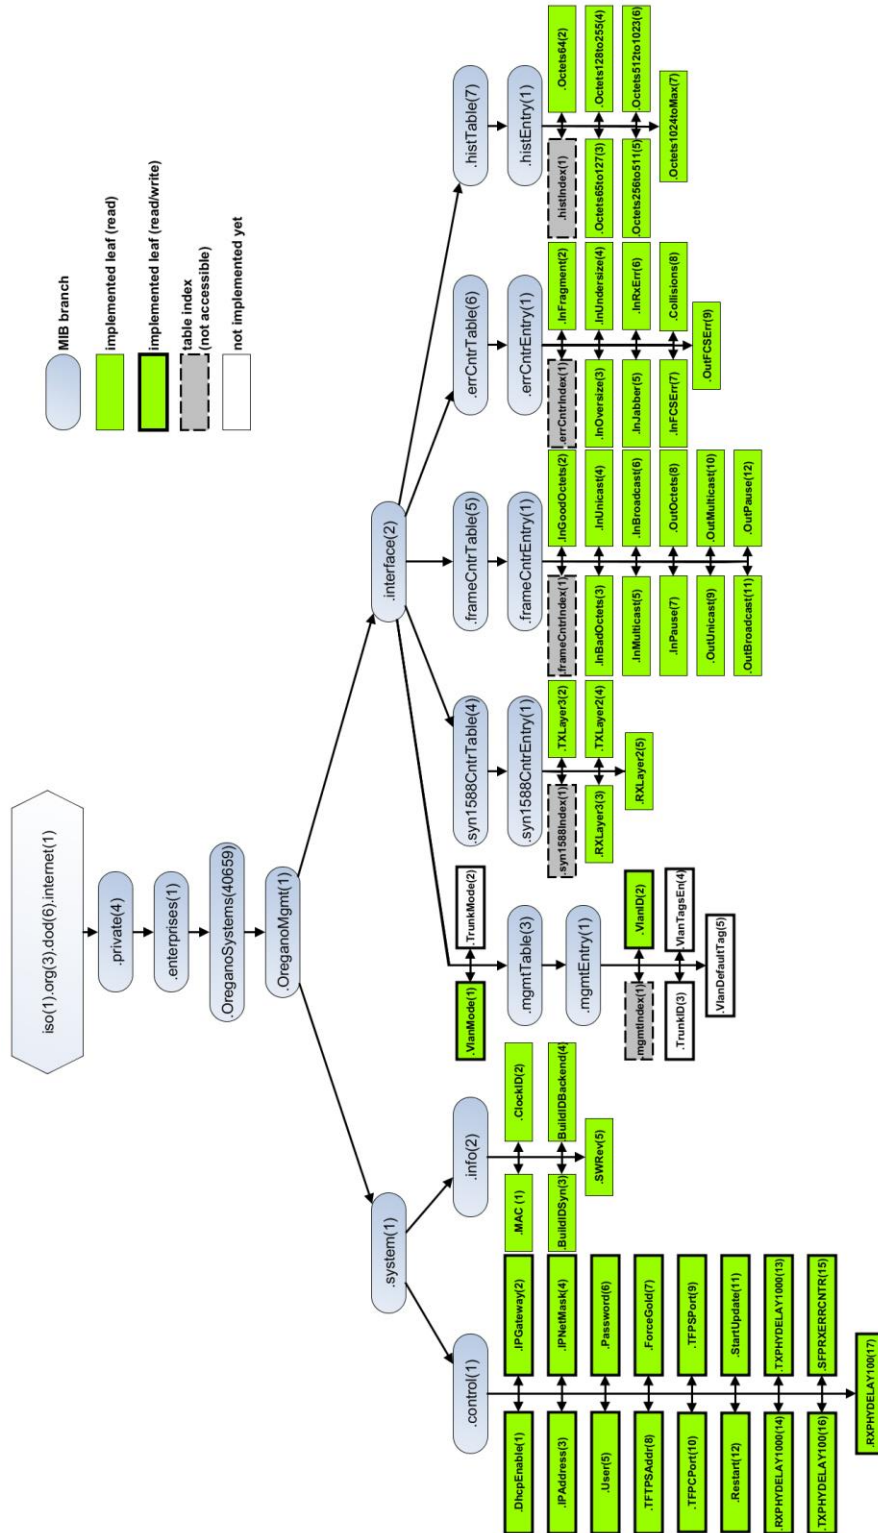 iso(1).org(3).dod(6).internet(1)
.private(4)
.enterprises(1)
.OreganoSystems(40659)
.OreganoMgmt(1)
MIB branch
implemented leaf (read)
implemented leaf (read/write)
table index
(not accessible)
not implemented yet
.system(1)
.interface(2)
.control(1)
.info(2)
.DhcpEnable(1)
.IPGateway(2)
.IPAddress(3)
.IPNetMask(4)
.User(5)
.Password(6)
.TFTPSAddr(8)
.ForceGold(7)
.TFPCPort(10)
.TFPSPort(9)
.Restart(12)
.StartUpdate(11)
.RXPHYDELAY1000(14)
.TXPHYDELAY1000(13)
.TXPHYDELAY100(16)
.SFPRXERRCNTR(15)
.RXPHYDELAY100(17)
.MAC (1)
.ClockID(2)
.BuildIDSyn(3)
BuildIDBackend(4)
.SWRev(5)
.VlanMode(1)
.TrunkMode(2)
.mgmtTable(3)
.mgmtEntry(1)
.mgmtIndex(1)
.VlanID(2)
.TrunkID(3)
.VlanTagsEn(4)
.VlanDefaultTag(5)
.syn1588CntrTable(4)
.syn1588CntrEntry(1)
.syn1588Index(1)
.TXLayer3(2)
.RXLayer3(3)
.TXLayer2(4)
.RXLayer2(5)
.frameCntrTable(5)
.frameCntrEntry(1)
.frameCntrIndex(1)
.InGoodOctets(2)
.InBadOctets(3)
.InUnicast(4)
.InMulticast(5)
.InBroadcast(6)
.InPause(7)
.OutOctets(8)
.OutUnicast(9)
.OutMulticast(10)
.OutBroadcast(11)
.OutPause(12)
.errCntrTable(6)
.errCntrEntry(1)
.errCntrIndex(1)
.InFragment(2)
.InOversize(3)
.InUndersize(4)
.InJabber(5)
.InRxErr(6)
.InFCSErr(7)
.Collisions(8)
.OutFCSErr(9)
.histTable(7)
.histEntry(1)
.histIndex(1)
.Octets64(2)
.Octets65to127(3)
.Octets128to255(4)
.Octets256to511(5)
.Octets512to1023(6)
.Octets1024toMax(7)